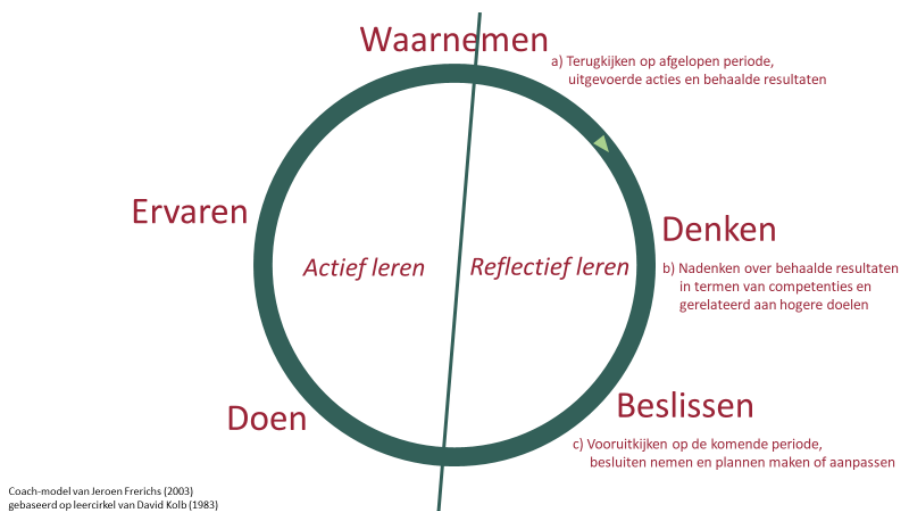 Waarnemen
a) Terugkijken op afgelopen periode,
uitgevoerde acties en behaalde resultaten
Ervaren
Denken
Actief leren
Reflectief leren
b) Nadenken over behaalde resultaten
in termen van competenties en
gerelateerd aan hogere doelen
Doen
Beslissen
c) Vooruitkijken op de komende periode,
besluiten nemen en plannen maken of aanpassen
Coach-model van Jeroen Frerichs (2003)
gebaseerd op leercirkel van David Kolb (1983)